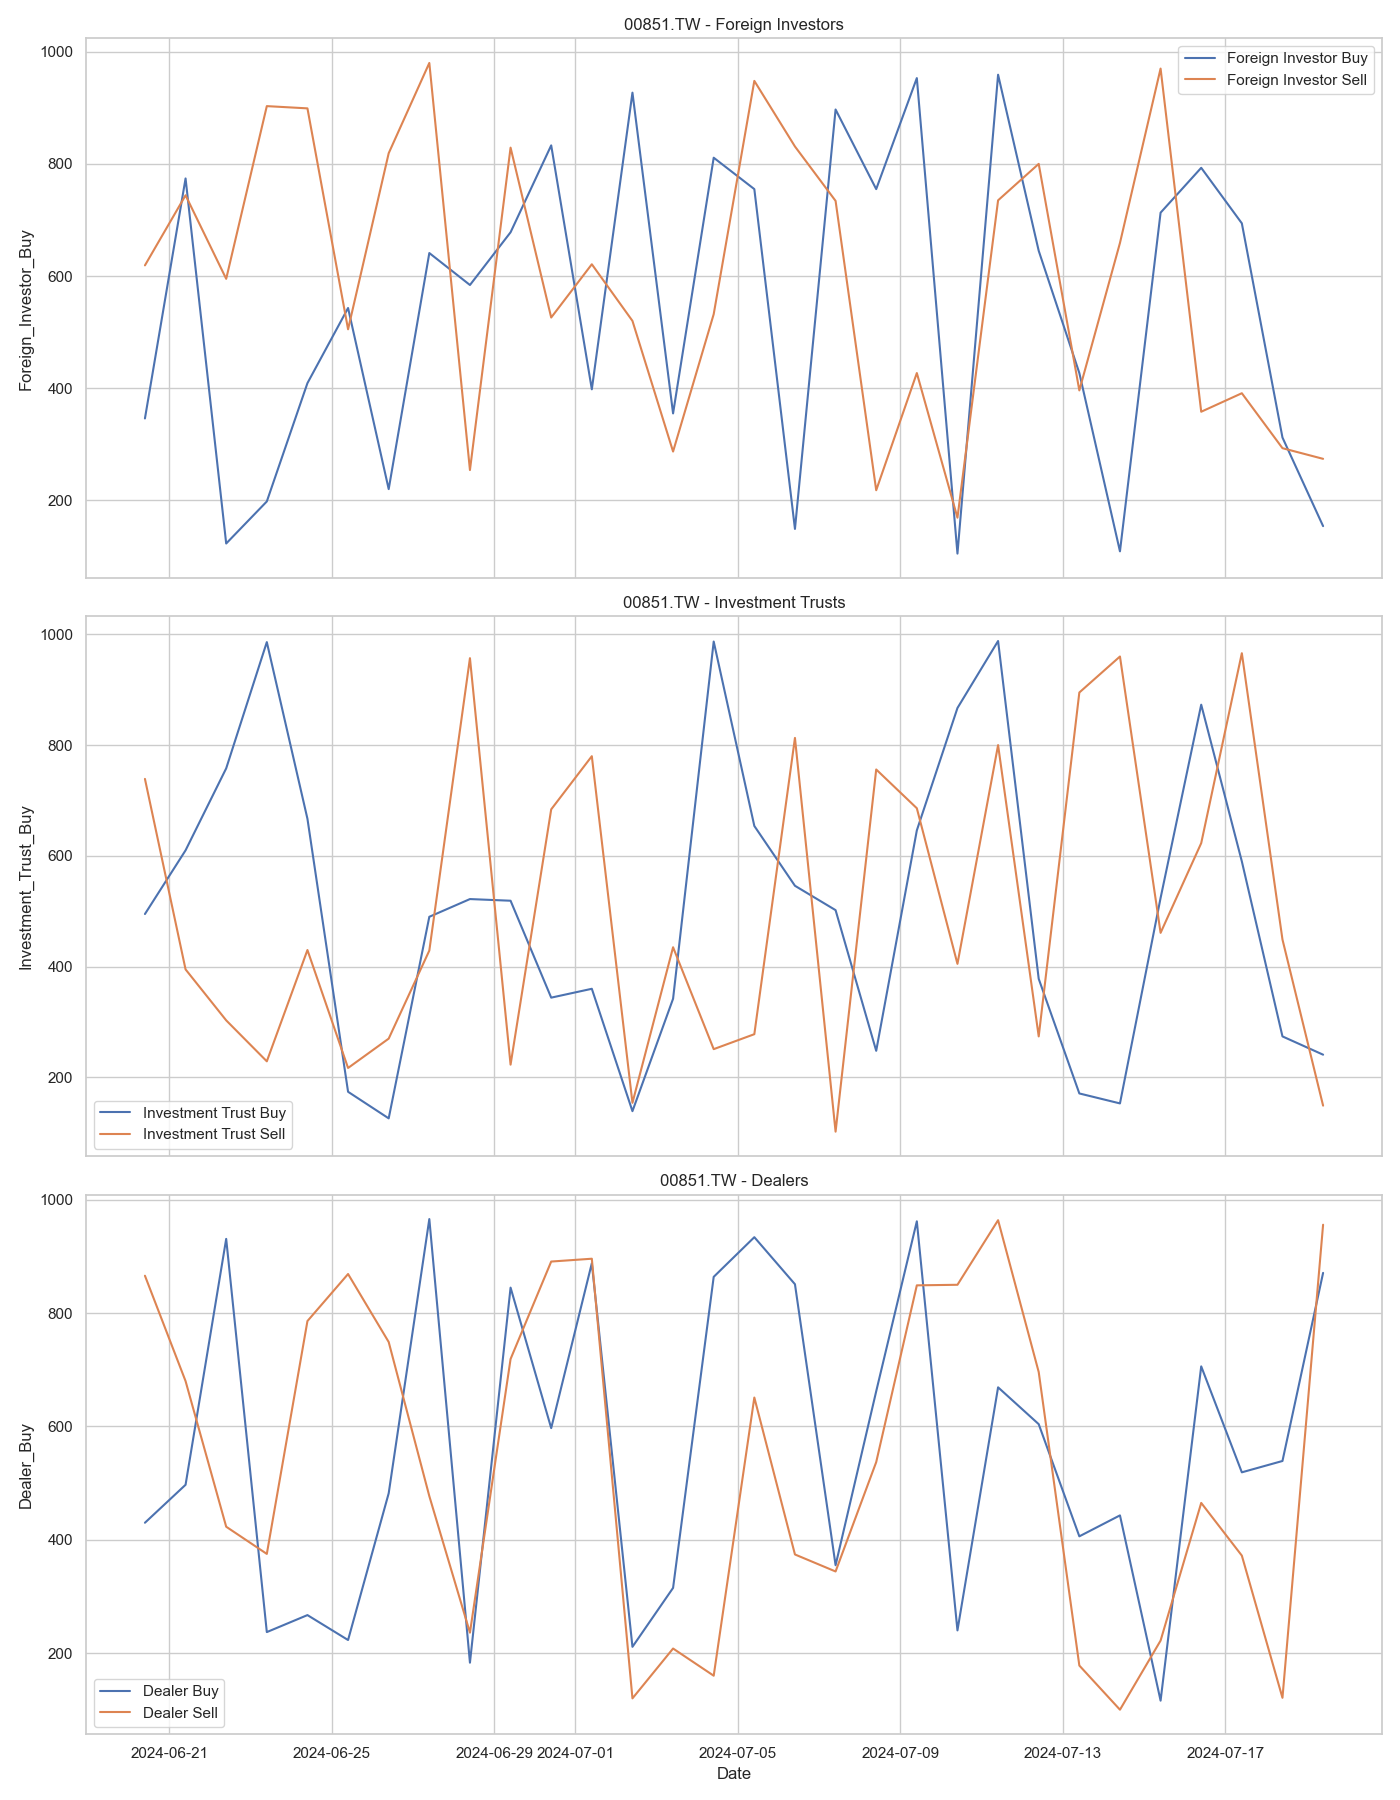 00851.TW - Foreign Investors
1000
800
600
400
200
Foreign_Investor_Buy
Foreign Investor Buy
Foreign Investor Sell
00851.TW - Investment Trusts
1000
800
600
400
200
Investment_Trust_Buy
Investment Trust Buy
Investment Trust Sell
00851.TW - Dealers
1000
800
600
400
200
Dealer_Buy
Dealer Buy
Dealer Sell
2024-06-21 2024-06-25 2024-06-29 2024-07-01 2024-07-05 2024-07-09 2024-07-13 2024-07-17
Date